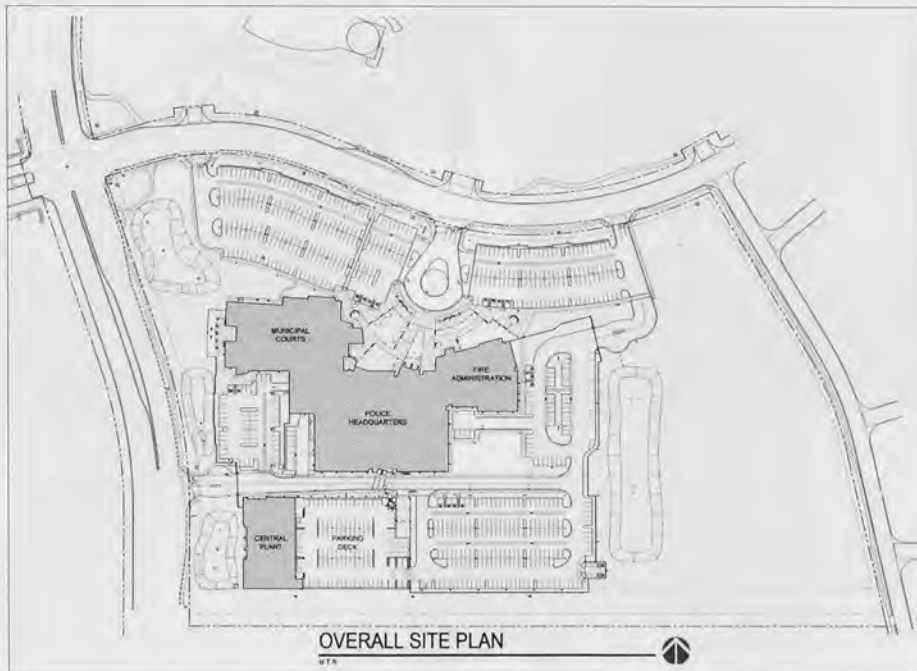 MUNICIPAL
COURTS
FIRE
ADMINISTRATION
POLICE
HEADQUARTERS
CENTRAL
PLANT
PARKING
DECK
OVERALL SITE PLAN